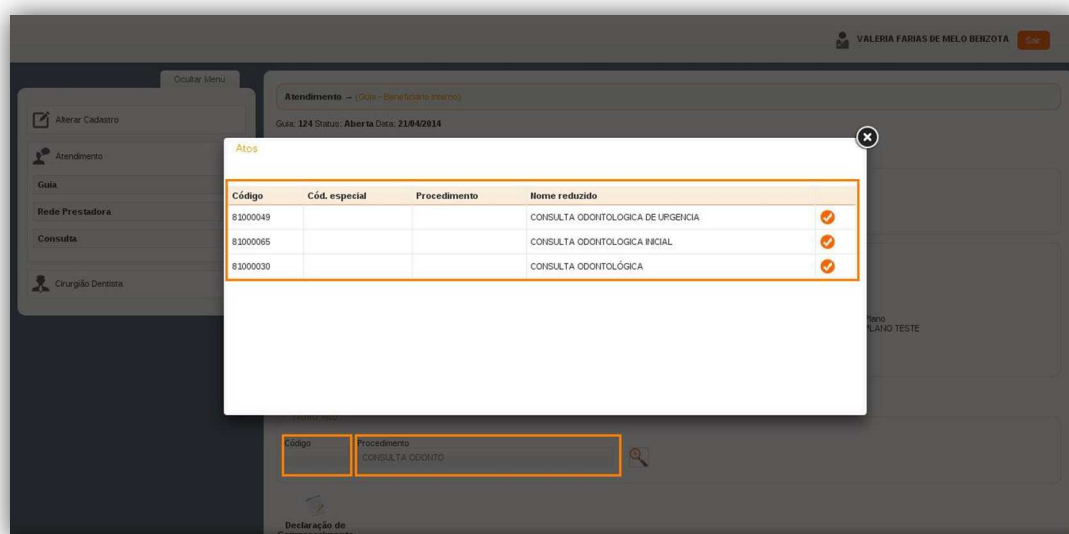 VALERIA FARIAS DE MELO BENZOTA Sair
Ocultar Menu
Alterar Cadastro
Atendimento
Guia
Rede Prestadora
Consulta
Cirurgião Dentista
Atendimento → (Guia - Beneficiário Interno)
Guia: 124 Status: Aberta Data: 21/04/2014
Atos
Código Cód. especial Procedimento Nome reduzido
81000049 CONSULTA ODONTOLOGICA DE URGENCIA
81000065 CONSULTA ODONTOLOGICA INICIAL
81000030 CONSULTA ODONTOLÓGICA
Plano
PLANO TESTE
Código Procedimento
CONSULTA ODONTO
Declaração de